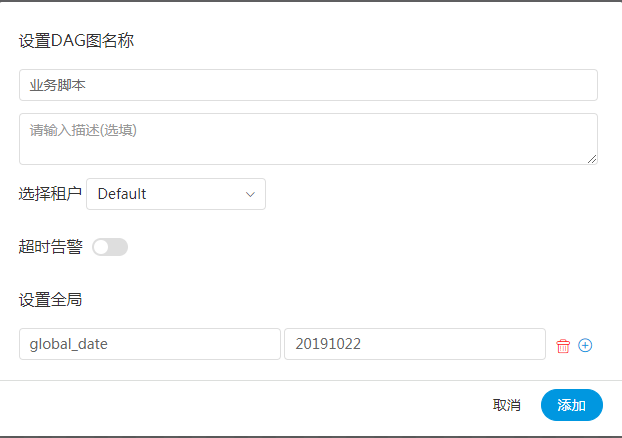 设置DAG图名称
业务脚本
请输入描述(选填)
选择租户 Default
超时告警
设置全局
global_date 20191022
取消 添加